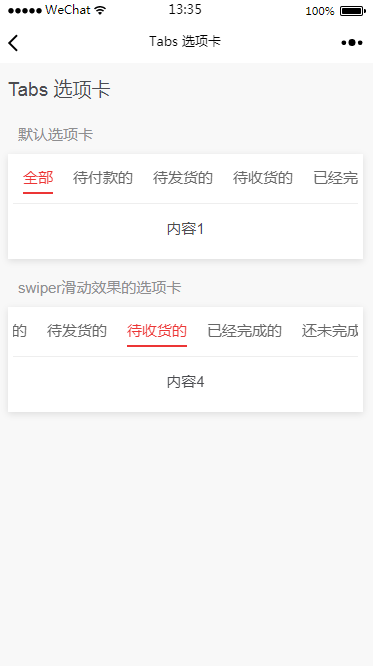 WeChat 13:35 100%
Tabs 选项卡
Tabs 选项卡
默认选项卡
全部 待付款的 待发货的 待收货的 已经完
内容1
swiper滑动效果的选项卡
的 待发货的 待收货的 已经完成的 还未完成
内容4